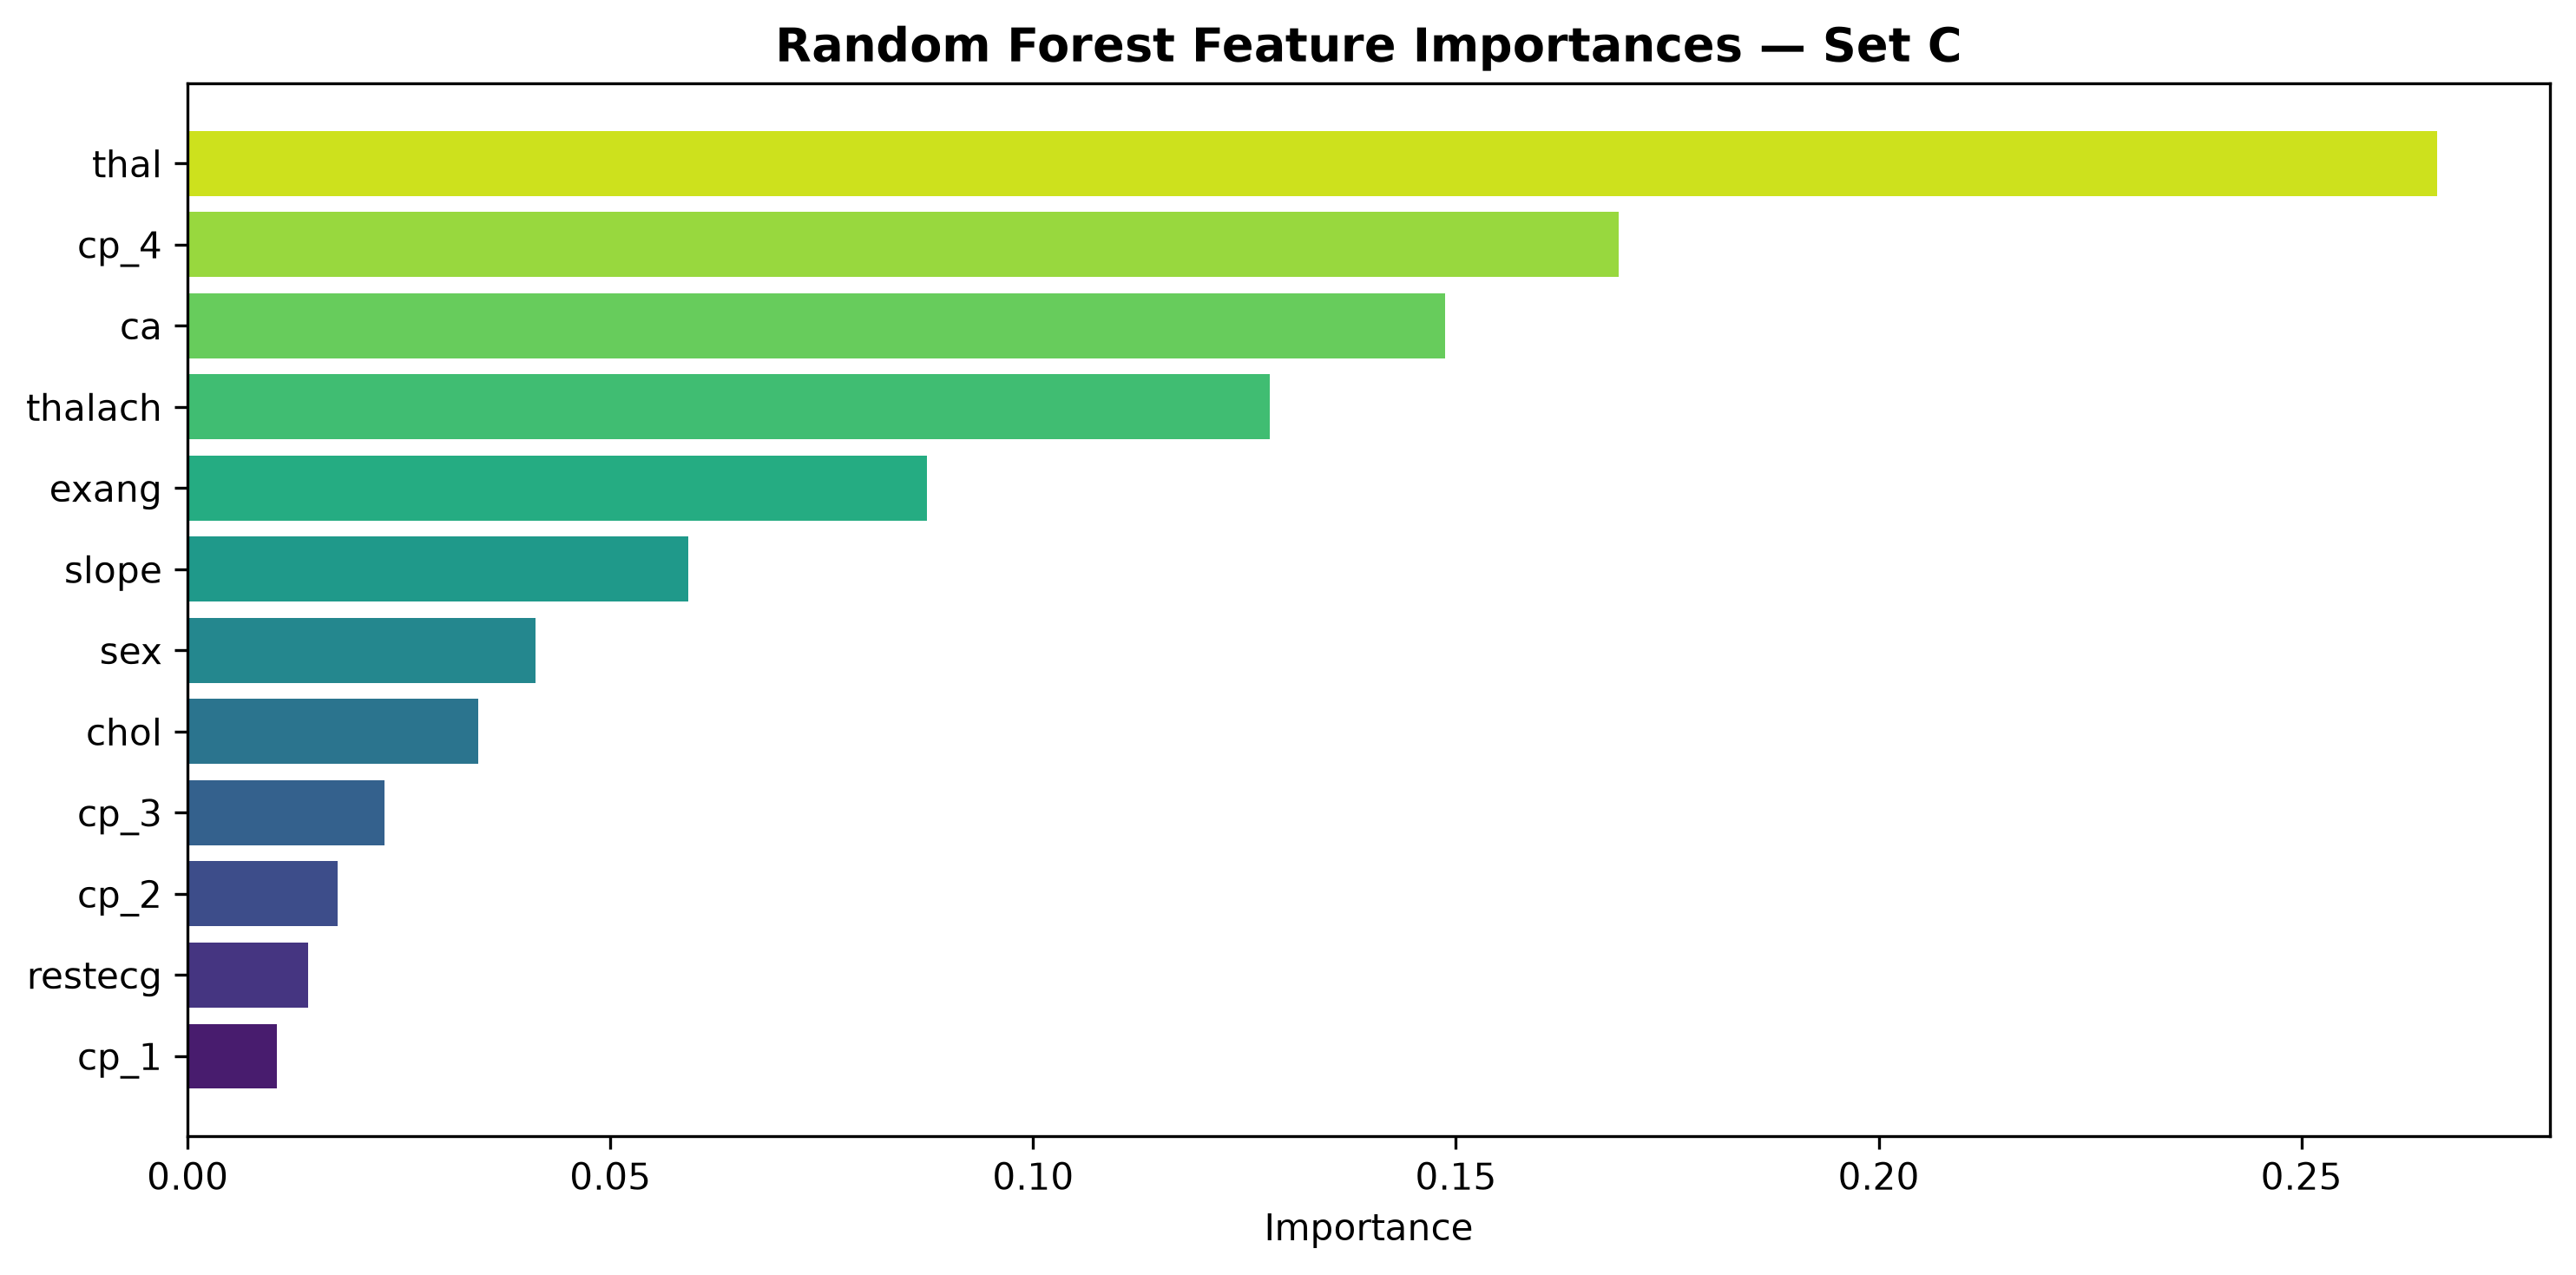 Random Forest Feature Importances — Set C
thal
cp_4
ca
thalach
exang
slope
sex
chol
cp_3
cp_2
restecg
cp_1
0.00 0.05 0.10 0.15 0.20 0.25
Importance